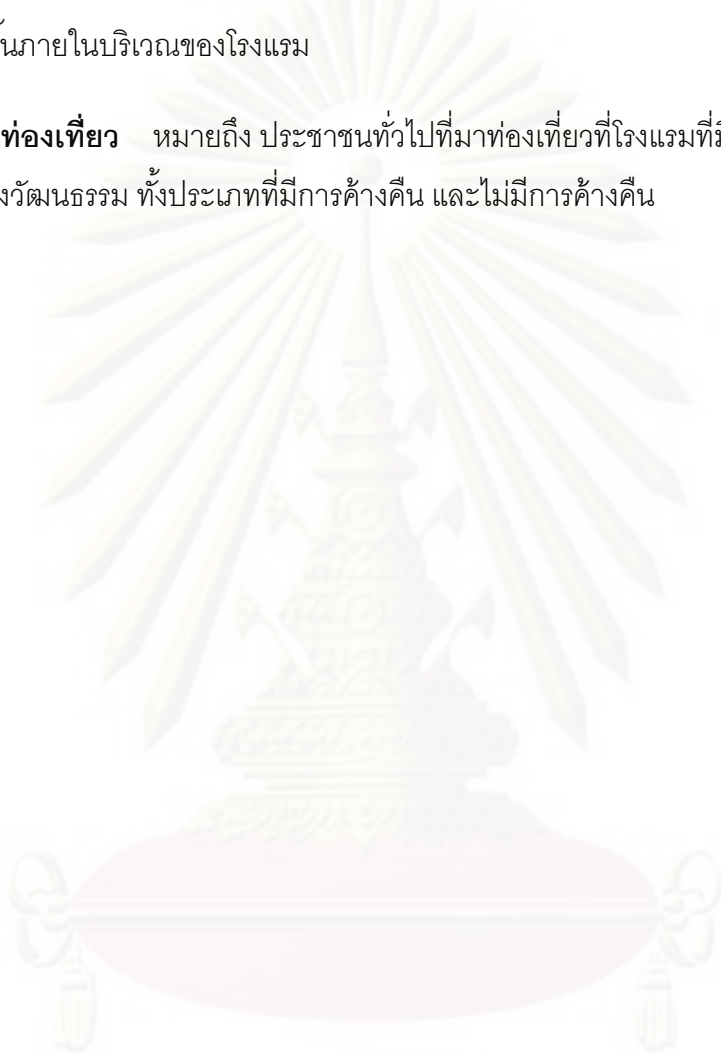 ึ้นภายในบริเวณของโรงแรม
ท่องเที่ยว หมายถึง ประชาชนทั่วไปที่มาท่องเที่ยวที่โรงแรมที่มี
งวัฒนธรรม ทั้งประเภทที่มีการค้างคืน และไม่มีการค้างคืน